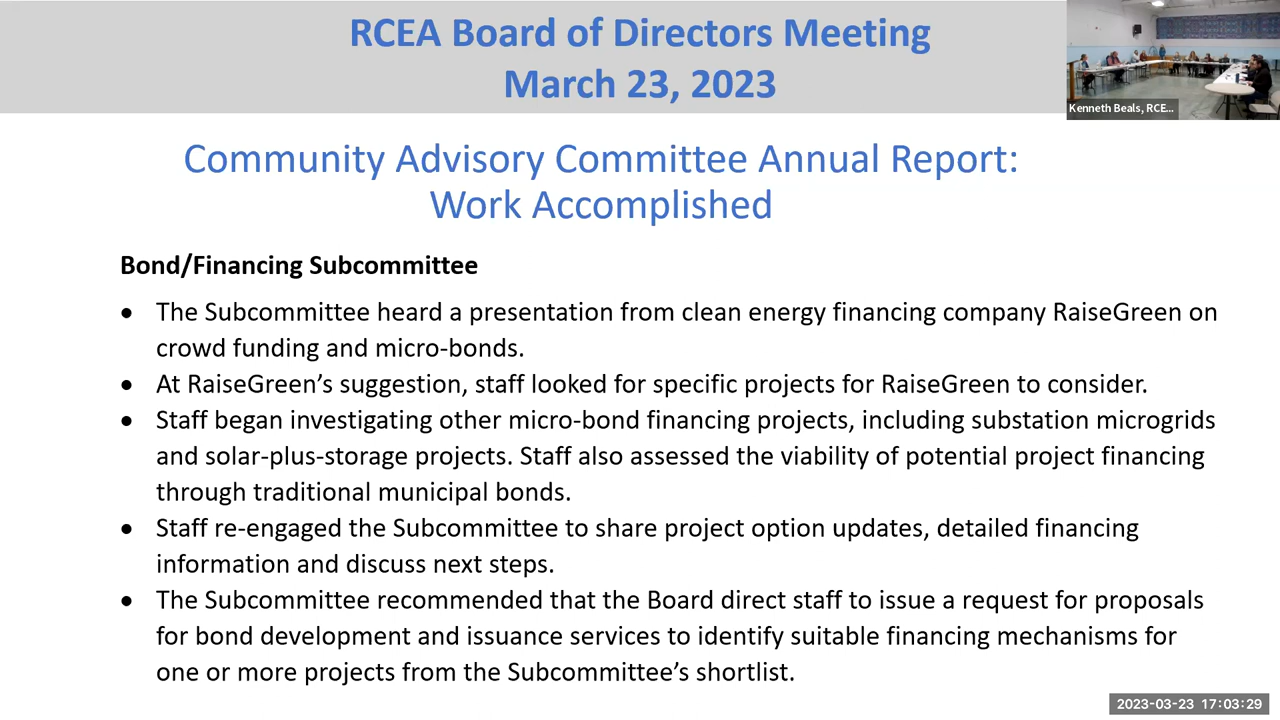 RCEA Board of Directors Meeting
March 23, 2023
Kenneth Beals, RCE...
Community Advisory Committee Annual Report:
Work Accomplished
Bond/Financing Subcommittee
• The Subcommittee heard a presentation from clean energy financing company RaiseGreen on
crowd funding and micro-bonds.
• At RaiseGreen’s suggestion, staff looked for specific projects for RaiseGreen to consider.
• Staff began investigating other micro-bond financing projects, including substation microgrids
and solar-plus-storage projects. Staff also assessed the viability of potential project financing
through traditional municipal bonds.
• Staff re-engaged the Subcommittee to share project option updates, detailed financing
information and discuss next steps.
• The Subcommittee recommended that the Board direct staff to issue a request for proposals
for bond development and issuance services to identify suitable financing mechanisms for
one or more projects from the Subcommittee’s shortlist.
2023-03-23 17:03:29